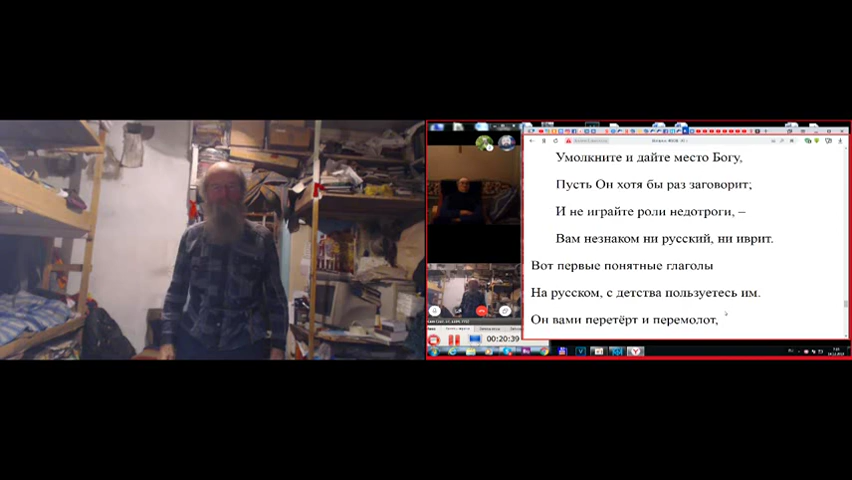 Умолкните и дайте место Богу,
Пусть Он хотя бы раз заговорит;
И не играйте роли недотроги, –
Вам незнаком ни русский, ни иврит.
Вот первые понятные глаголы
На русском, с детства пользуетесь им.
Он вами перетёрт и перемолот,
00:20:39